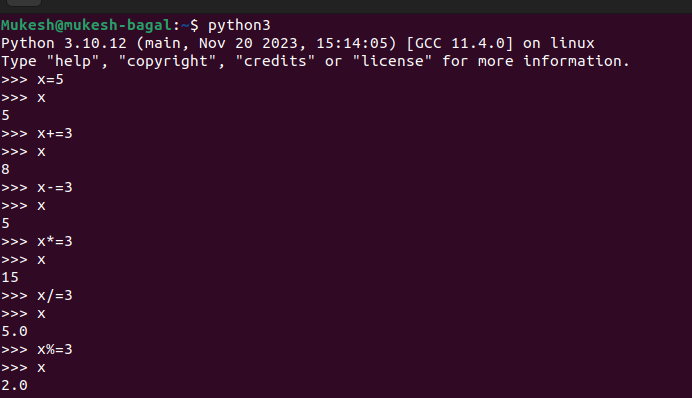 Mukesh@mukesh-bagal:~$ python3
Python 3.10.12 (main, Nov 20 2023, 15:14:05) [GCC 11.4.0] on linux
Type "help", "copyright", "credits" or "license" for more information.
>>> x=5
>>> x
5
>>> x+=3
>>> x
8
>>> x-=3
>>> x
5
>>> x*=3
>>> x
15
>>> x/=3
>>> x
5.0
>>> x%=3
>>> x
2.0